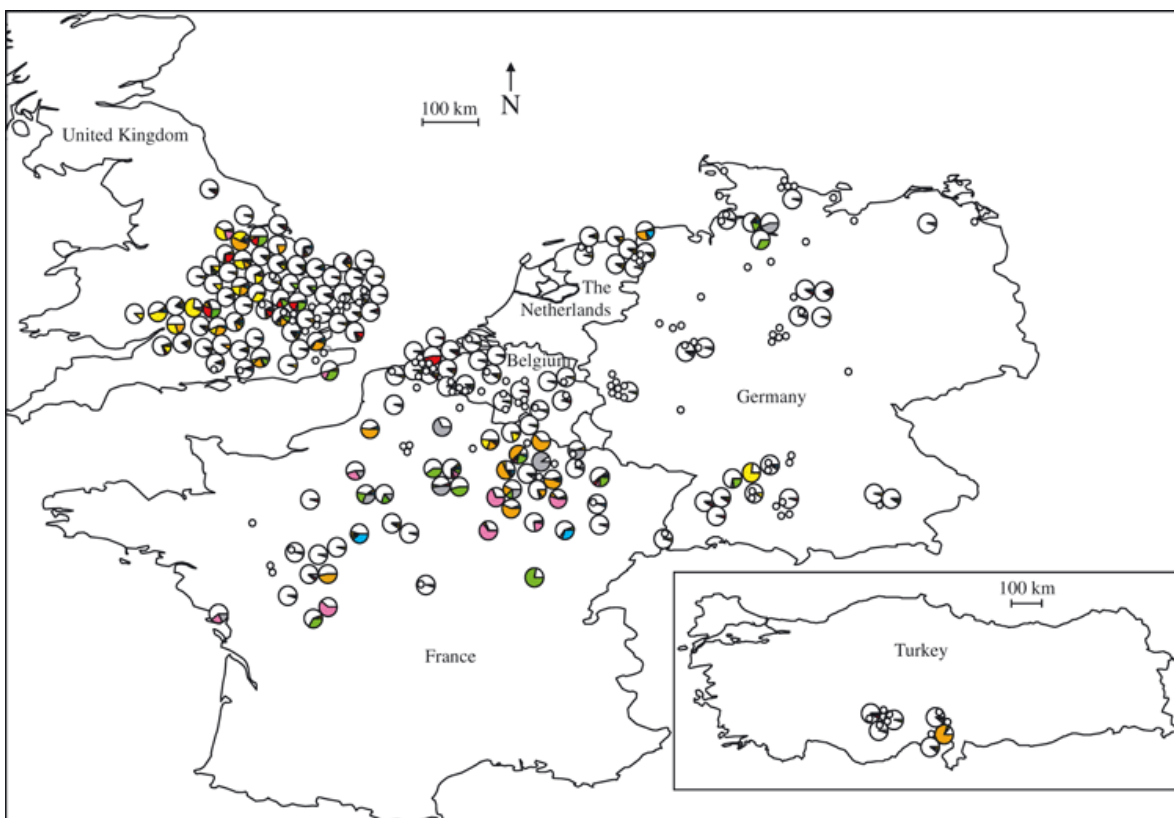 100 km
N
United Kingdom
The
Netherlands
Belgium
Germany
France
100 km
Turkey